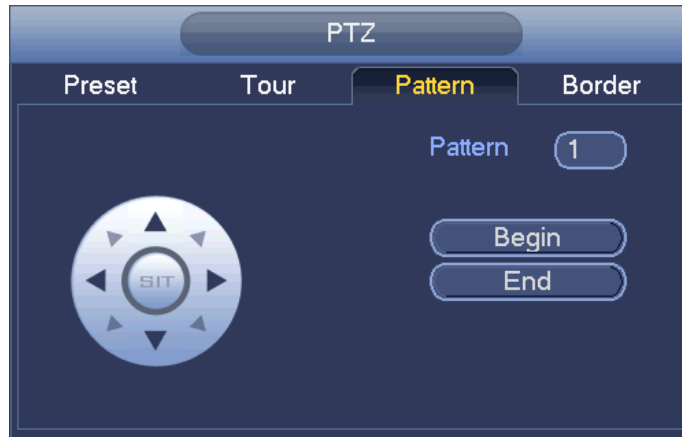 PTZ
Preset Tour Pattern Border
Pattern 1
Begin
SIT
End